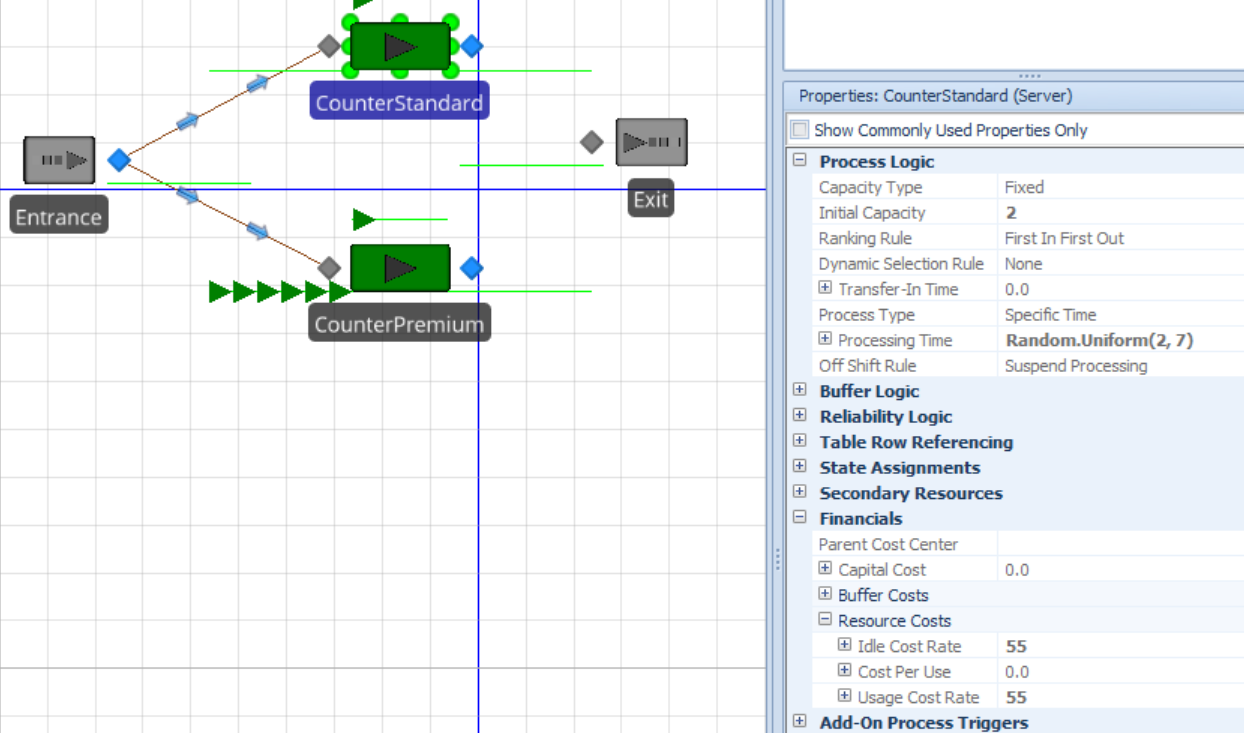 CounterStandard
Entrance
Exit
CounterPremium
Properties: CounterStandard (Server)
Show Commonly Used Properties Only
Process Logic
Capacity Type Fixed
Initial Capacity 2
Ranking Rule First In First Out
Dynamic Selection Rule None
Transfer-In Time 0.0
Process Type Specific Time
Processing Time Random.Uniform(2, 7)
Off Shift Rule Suspend Processing
Buffer Logic
Reliability Logic
Table Row Referencing
State Assignments
Secondary Resources
Financials
Parent Cost Center
Capital Cost 0.0
Buffer Costs
Resource Costs
Idle Cost Rate 55
Cost Per Use 0.0
Usage Cost Rate 55
Add-On Process Triggers